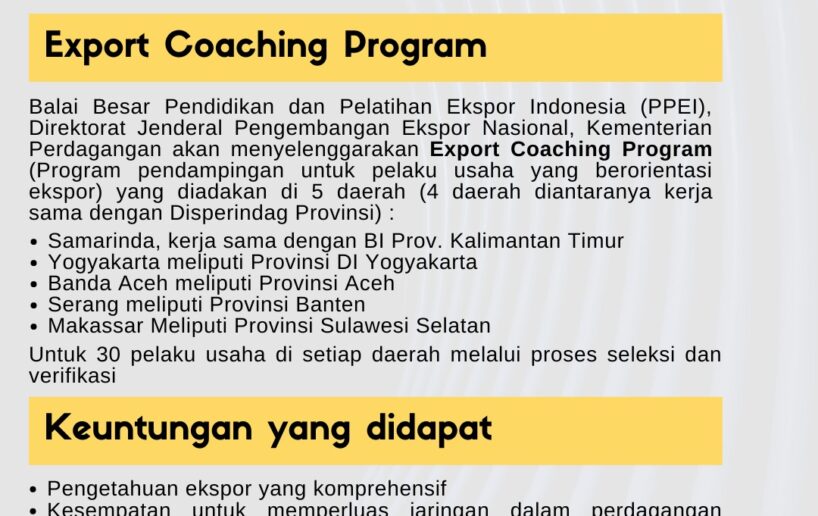 Export Coaching Program
Balai Besar Pendidikan dan Pelatihan Ekspor Indonesia (PPEI),
Direktorat Jenderal Pengembangan Ekspor Nasional, Kementerian
Perdagangan akan menyelenggarakan Export Coaching Program
(Program pendampingan untuk pelaku usaha yang berorientasi
ekspor) yang diadakan di 5 daerah (4 daerah diantaranya kerja
sama dengan Disperindag Provinsi) :
• Samarinda, kerja sama dengan BI Prov. Kalimantan Timur
• Yogyakarta meliputi Provinsi DI Yogyakarta
• Banda Aceh meliputi Provinsi Aceh
• Serang meliputi Provinsi Banten
• Makassar Meliputi Provinsi Sulawesi Selatan
Untuk 30 pelaku usaha di setiap daerah melalui proses seleksi dan
verifikasi
Keuntungan yang didapat
• Pengetahuan ekspor yang komprehensif
• Kesempatan untuk memperluas jaringan dalam perdagangan